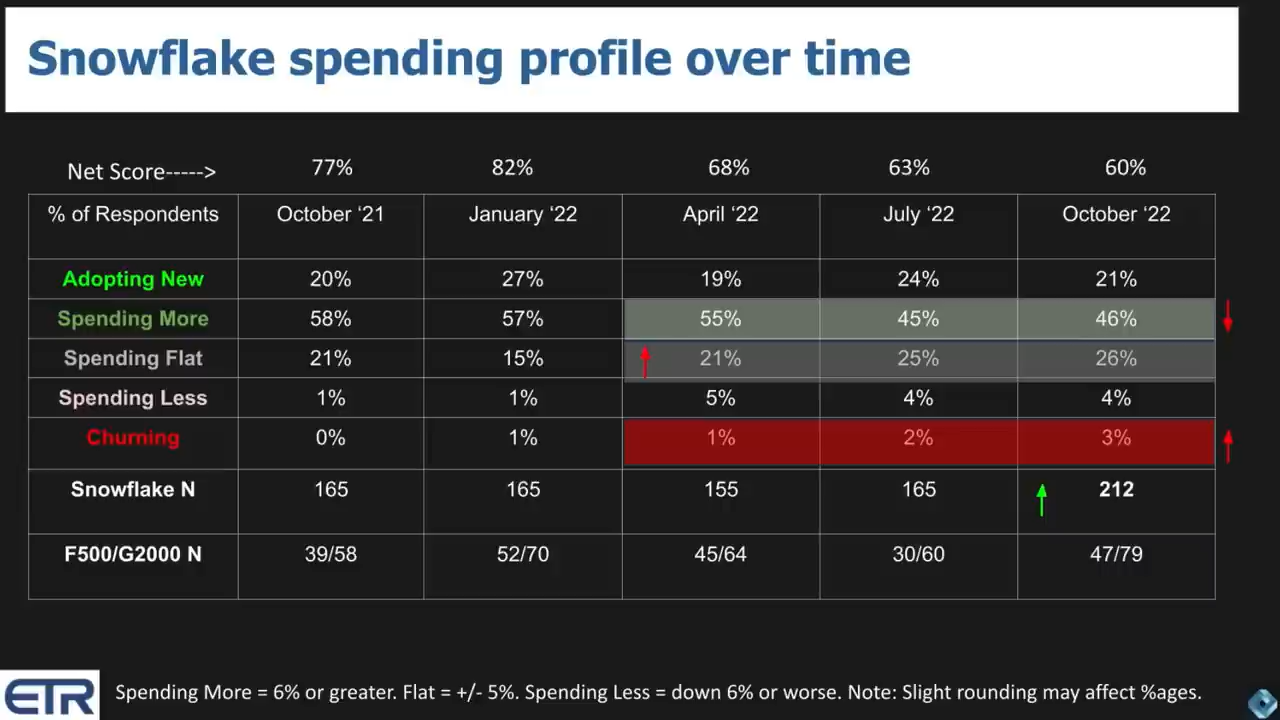 Snowflake spending profile over time
Net Score-----> 77% 82% 68% 63% 60%
% of Respondents October ‘21 January ‘22 April ‘22 July ‘22 October ‘22
Adopting New 20% 27% 19% 24% 21%
Spending More 58% 57% 55% 45% 46%
Spending Flat 21% 15% 21% 25% 26%
Spending Less 1% 1% 5% 4% 4%
Churning 0% 1% 1% 2% 3%
Snowflake N 165 165 155 165 212
F500/G2000 N 39/58 52/70 45/64 30/60 47/79
ETR
Spending More = 6% or greater. Flat = +/- 5%. Spending Less = down 6% or worse. Note: Slight rounding may affect %ages.